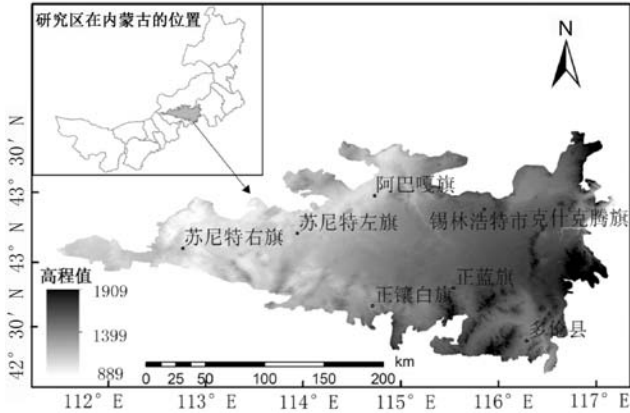 研究区在内蒙古的位置
N
30′ N
43°
43° N
30′ N
42°
阿巴嘎旗
苏尼特右旗
苏尼特左旗
锡林浩特市
克什克腾旗
正镶白旗
正蓝旗
多伦县
高程值
1909
1399
889
km
0 25 50 100 150 200
112° E 113° E 114° E 115° E 116° E 117° E